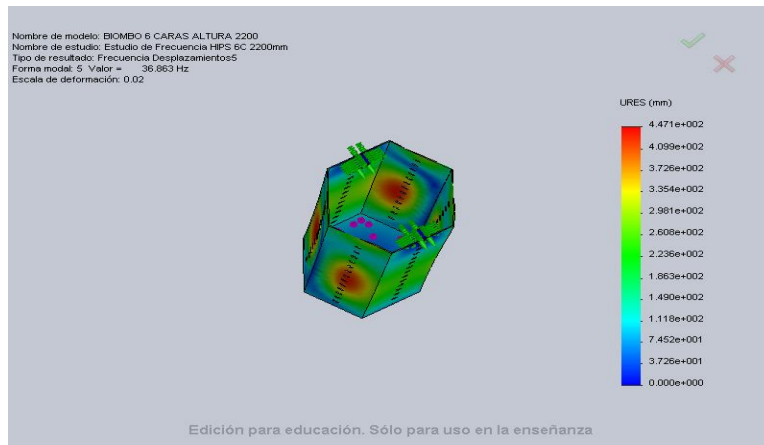 Nombre de modelo: BIOMBO 6 CARAS ALTURA 2200
Nombre de estudio: Estudio de Frecuencia HIPS 6C 2200mm
Tipo de resultado: Frecuencia Desplazamientos5
Forma modal: 5 Valor = 36.863 Hz
Escala de deformación: 0.02
URES (mm)
4.471e+002
4.099e+002
3.726e+002
3.354e+002
2.981e+002
2.608e+002
2.236e+002
1.863e+002
1.490e+002
1.118e+002
7.452e+001
3.726e+001
0.000e+000
Edición para educación. Sólo para uso en la enseñanza